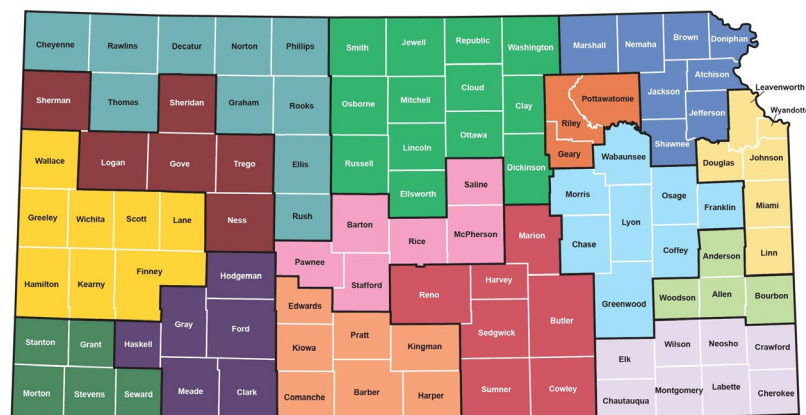 Cheyenne
Rawlins
Decatur
Norton
Phillips
Smith
Jewell
Republic
Washington
Marshall
Nemaha
Brown
Doniphan
Sherman
Thomas
Sheridan
Graham
Rooks
Osborne
Mitchell
Cloud
Clay
Riley
Pottawatomie
Jackson
Atchison
Jefferson
Leavenworth
Wyandotte
Wallace
Logan
Gove
Trego
Ellis
Russell
Lincoln
Ottawa
Dickinson
Geary
Wabaunsee
Shawnee
Douglas
Johnson
Greeley
Wichita
Scott
Lane
Ness
Rush
Barton
Ellsworth
Saline
Morris
Lyon
Osage
Franklin
Miami
Hamilton
Kearny
Finney
Hodgeman
Pawnee
Stafford
Rice
McPherson
Marion
Chase
Coffey
Anderson
Linn
Stanton
Grant
Haskell
Gray
Ford
Edwards
Kiowa
Pratt
Reno
Harvey
Sedgwick
Butler
Greenwood
Woodson
Allen
Bourbon
Kingman
Elk
Wilson
Neosho
Crawford
Morton
Stevens
Seward
Meade
Clark
Comanche
Barber
Harper
Sumner
Cowley
Chautauqua
Montgomery
Labette
Cherokee